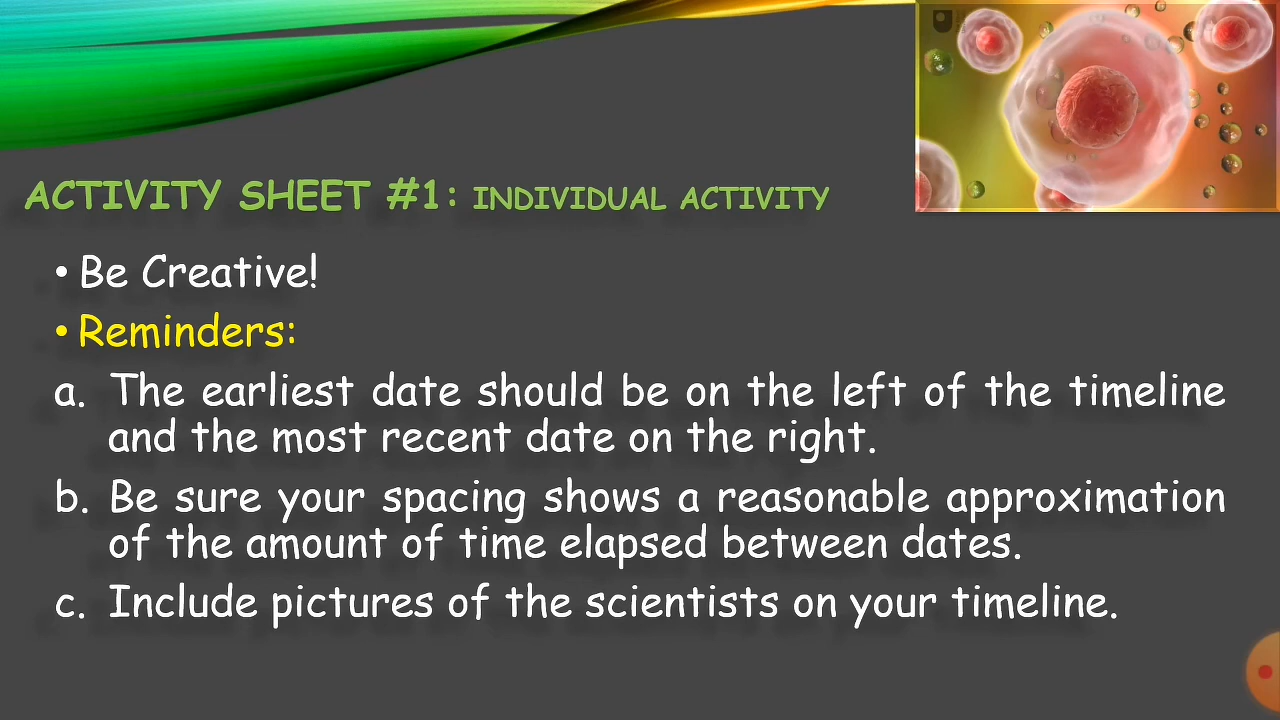 ACTIVITY SHEET #1: INDIVIDUAL ACTIVITY
• Be Creative!
• Reminders:
a. The earliest date should be on the left of the timeline
and the most recent date on the right.
b. Be sure your spacing shows a reasonable approximation
of the amount of time elapsed between dates.
c. Include pictures of the scientists on your timeline.